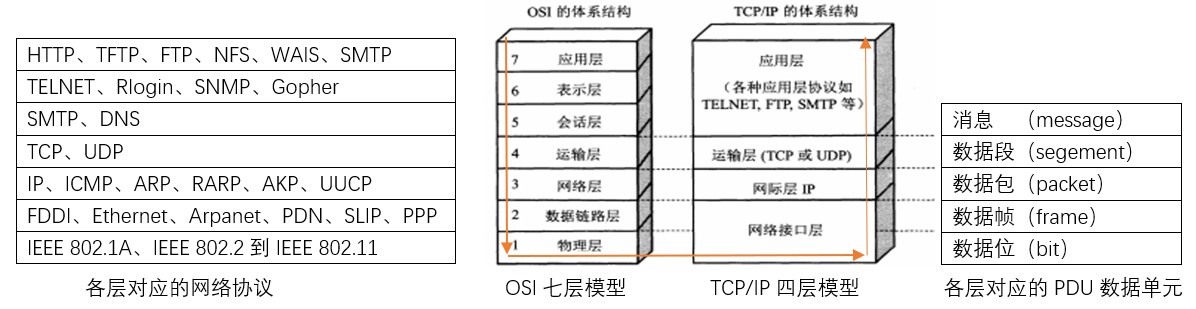 HTTP、TFTP、FTP、NFS、WAIS、SMTP
TELNET、Rlogin、SNMP、Gopher
SMTP、DNS
TCP、UDP
IP、ICMP、ARP、RARP、AKP、UUCP
FDDI、Ethernet、Arpanet、PDN、SLIP、PPP
IEEE 802.1A、IEEE 802.2 到 IEEE 802.11
各层对应的网络协议
OSI 的体系结构
7 应用层
6 表示层
5 会话层
4 运输层
3 网络层
2 数据链路层
1 物理层
OSI 七层模型
TCP/IP 的体系结构
应用层
（各种应用层协议如
TELNET, FTP, SMTP 等）
运输层 (TCP 或 UDP)
网际层 IP
网络接口层
TCP/IP 四层模型
消息 （message）
数据段（segement）
数据包（packet）
数据帧（frame）
数据位（bit）
各层对应的 PDU 数据单元